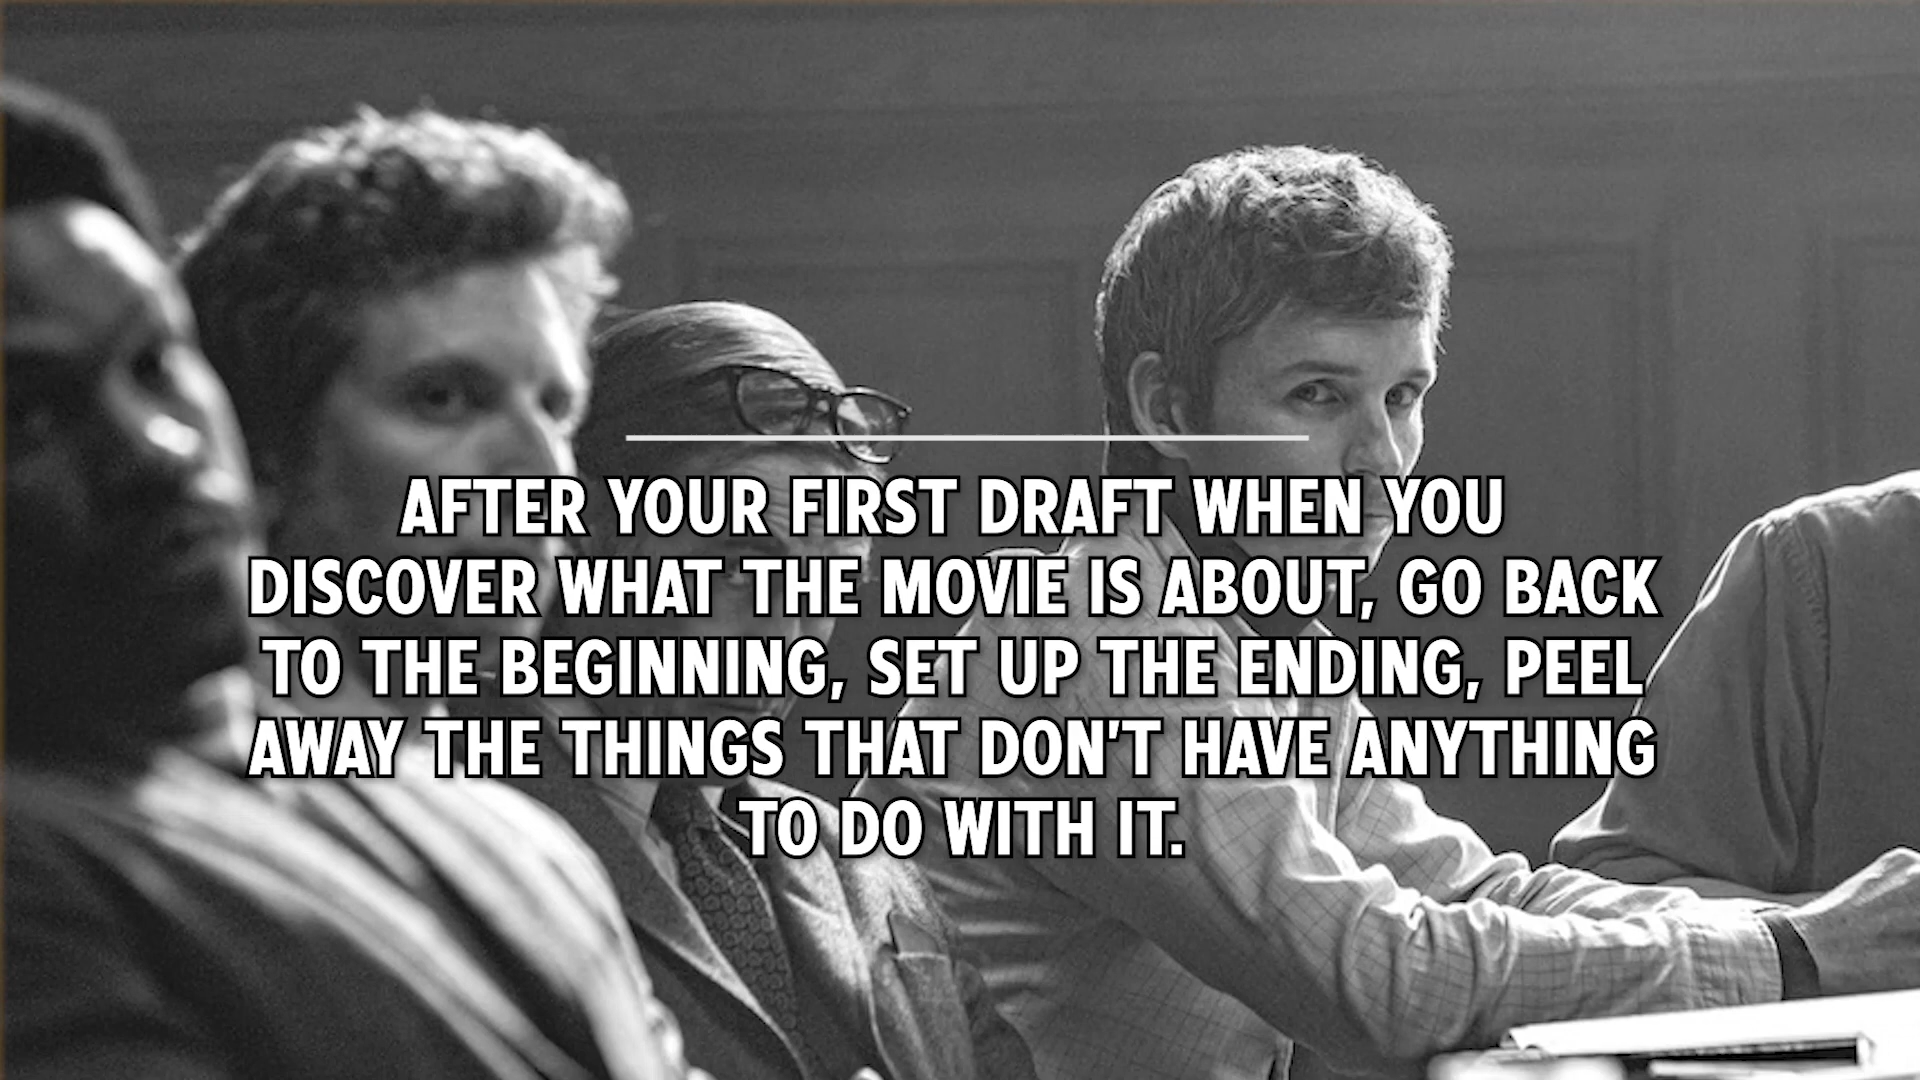 AFTER YOUR FIRST DRAFT WHEN YOU
DISCOVER WHAT THE MOVIE IS ABOUT, GO BACK
TO THE BEGINNING, SET UP THE ENDING, PEEL
AWAY THE THINGS THAT DON'T HAVE ANYTHING
TO DO WITH IT.